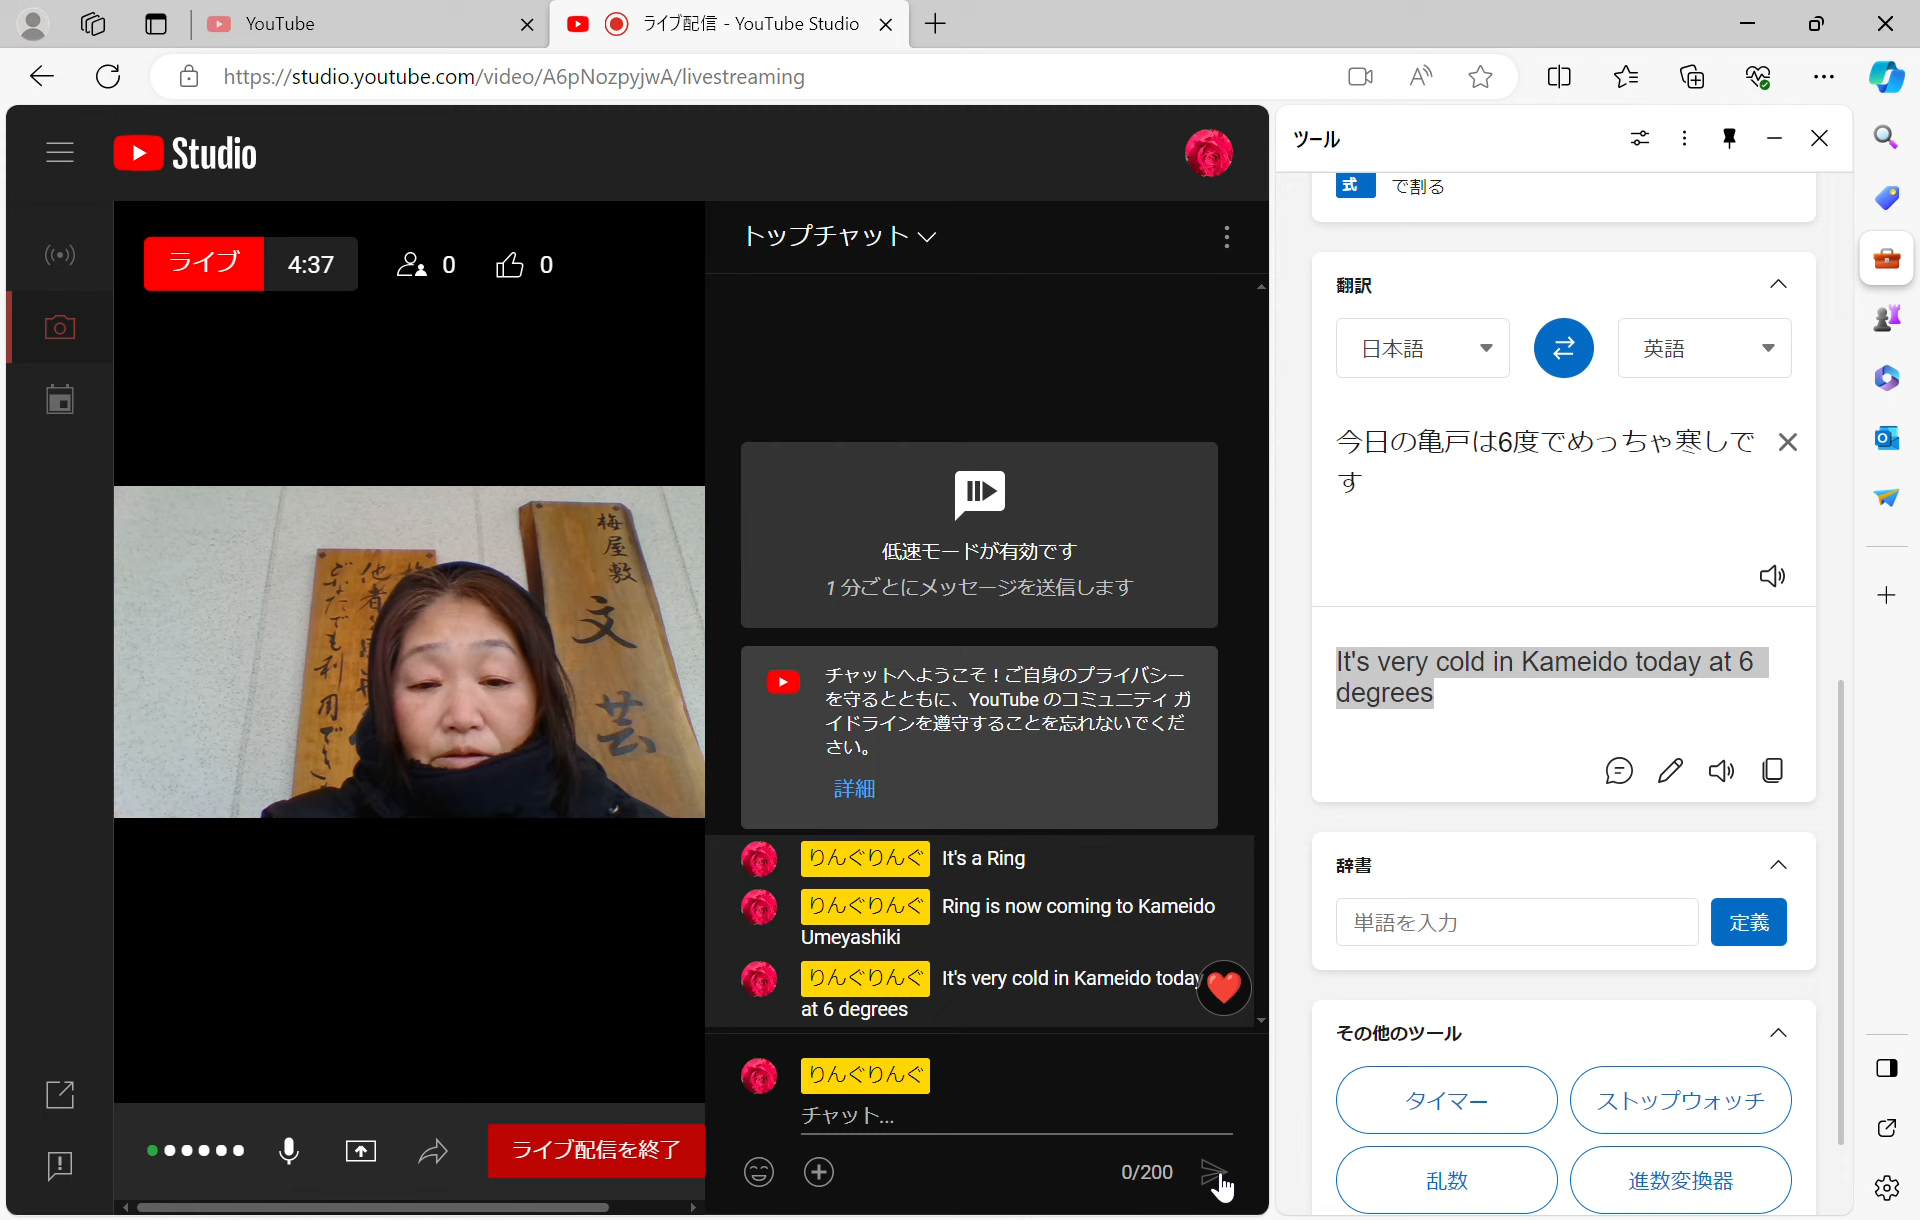 YouTube
ライブ配信 - YouTube Studio
https://studio.youtube.com/video/A6pNozpyjwA/livestreaming
Studio
ライブ
4:37
0
0
梅屋敷
文芸
どなたでも利用でき
トップチャット
低速モードが有効です
1 分ごとにメッセージを送信します
チャットへようこそ！ご自身のプライバシー
を守るとともに、YouTube のコミュニティ ガ
イドラインを遵守することを忘れないでくだ
さい。
詳細
りんぐりんぐ It's a Ring
りんぐりんぐ Ring is now coming to Kameido
Umeyashiki
りんぐりんぐ It's very cold in Kameido today
at 6 degrees
りんぐりんぐ
チャット...
0/200
ライブ配信を終了
ツール
式
で割る
翻訳
日本語
英語
今日の亀戸は6度でめっちゃ寒しで
す
It's very cold in Kameido today at 6
degrees
辞書
単語を入力
定義
その他のツール
タイマー
ストップウォッチ
乱数
進数変換器